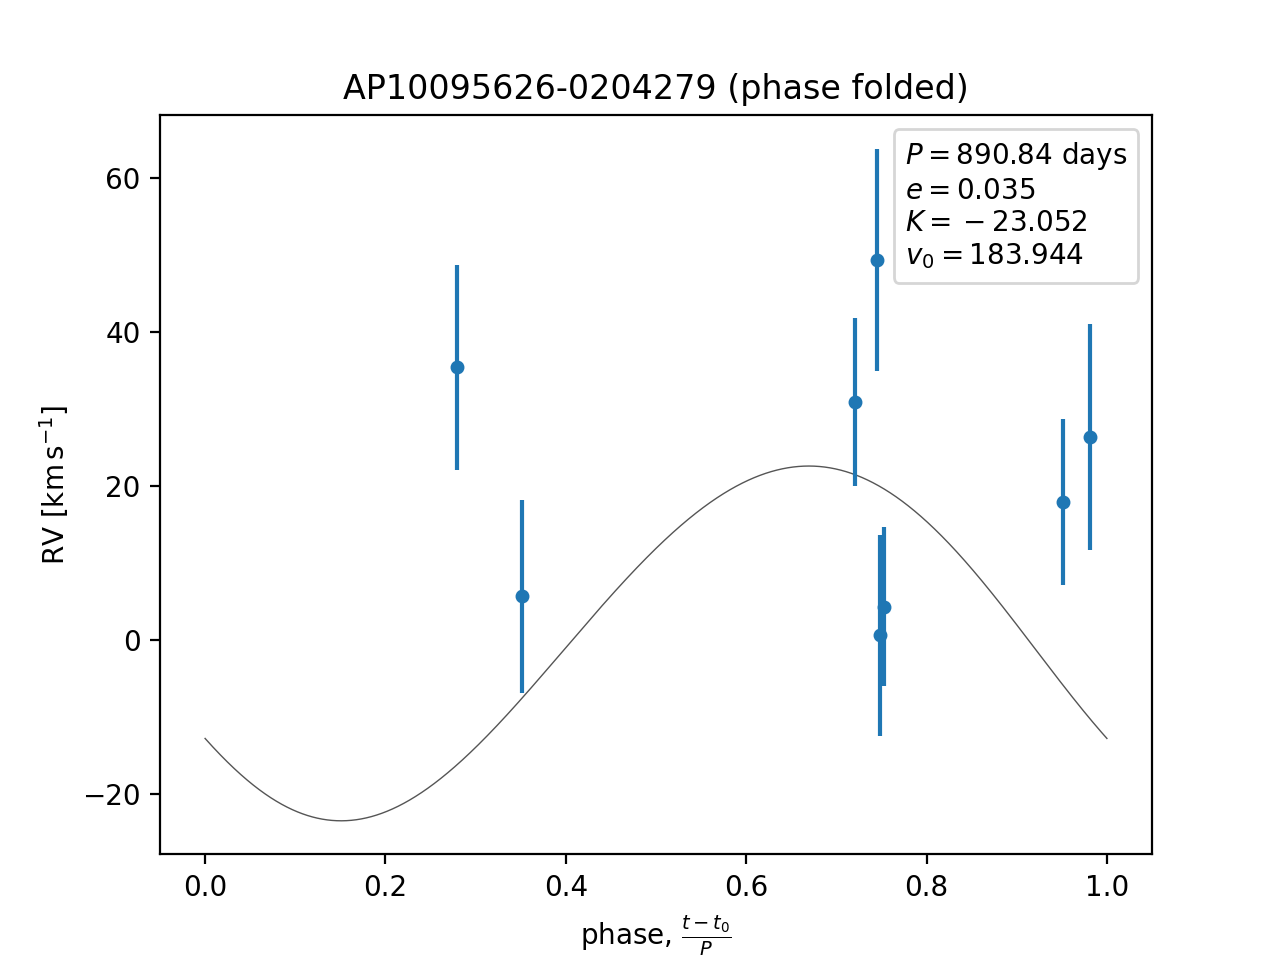 AP10095626-0204279 (phase folded)
P = 890.84 days
e = 0.035
K = −23.052
v₀ = 183.944
RV [km s⁻¹]
60
40
20
0
−20
0.0 0.2 0.4 0.6 0.8 1.0
phase, (t − t₀)/P